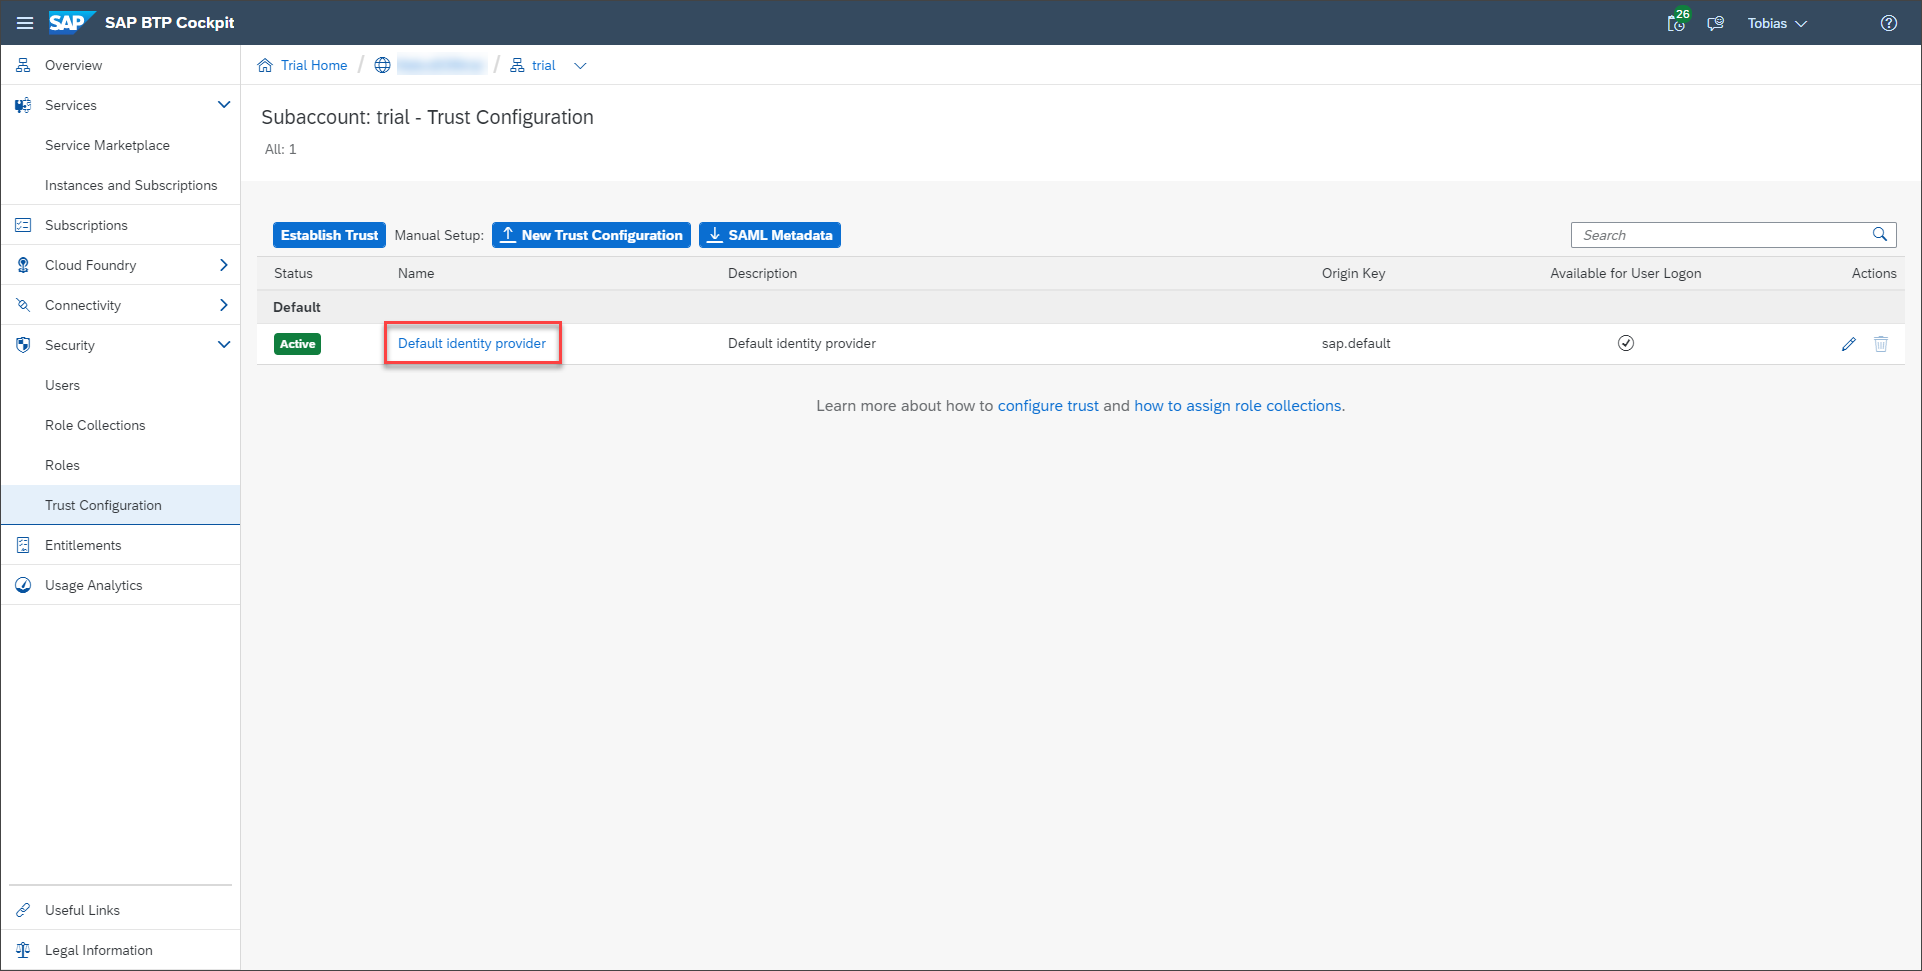 SAP SAP BTP Cockpit
26
Tobias
Overview
Services
Service Marketplace
Instances and Subscriptions
Subscriptions
Cloud Foundry
Connectivity
Security
Users
Role Collections
Roles
Trust Configuration
Entitlements
Usage Analytics
Useful Links
Legal Information
Trial Home / / trial
Subaccount: trial - Trust Configuration
All: 1
Establish Trust Manual Setup: New Trust Configuration SAML Metadata Search
Status Name Description Origin Key Available for User Logon Actions
Default
Active Default identity provider Default identity provider sap.default
Learn more about how to configure trust and how to assign role collections.